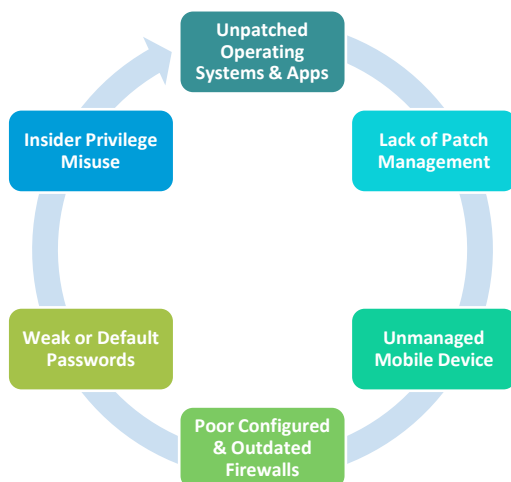 Unpatched
Operating
Systems & Apps
Lack of Patch
Management
Unmanaged
Mobile Device
Poor Configured
& Outdated
Firewalls
Weak or Default
Passwords
Insider Privilege
Misuse